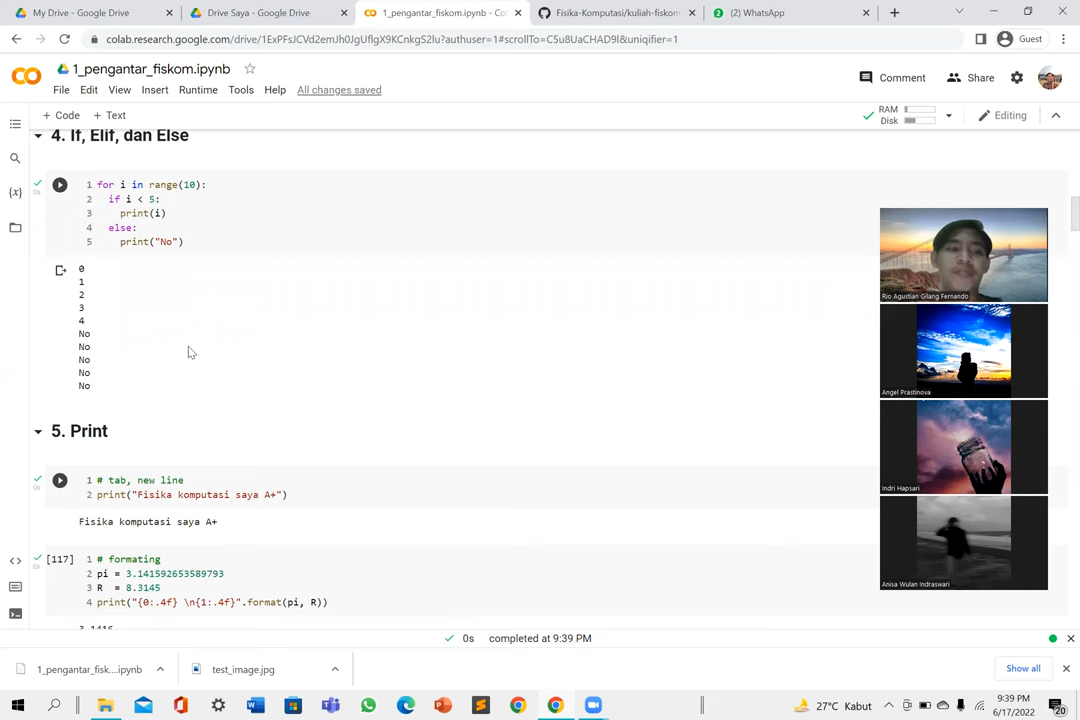 My Drive - Google Drive
Drive Saya - Google Drive
1_pengantar_fiskom.ipynb - Col
Fisika-Komputasi/kuliah-fiskom
(2) WhatsApp
colab.research.google.com/drive/1ExPFsJCVd2emJh0JgUflgX9KCnkgS2lu?authuser=1#scrollTo=C5u8UaCHAD9I&uniqifier=1
Guest
1_pengantar_fiskom.ipynb
Comment
Share
File Edit View Insert Runtime Tools Help All changes saved
+ Code + Text
RAM
Disk
Editing
4. If, Elif, dan Else
1 for i in range(10):
2 if i < 5:
3 print(i)
4 else:
5 print("No")
0
1
2
3
4
No
No
No
No
No
5. Print
1 # tab, new line
2 print("Fisika komputasi saya A+")
Fisika komputasi saya A+
[117] 1 # formating
2 pi = 3.141592653589793
3 R = 8.3145
4 print("{0:.4f} \n{1:.4f}".format(pi, R))
3.1416
Rio Agustian Gilang Fernando
Angel Prastinova
Indri Hapsari
Anisa Wulan Indraswari
0s completed at 9:39 PM
1_pengantar_fisk....ipynb
test_image.jpg
Show all
27°C Kabut
9:39 PM
6/17/2022
20